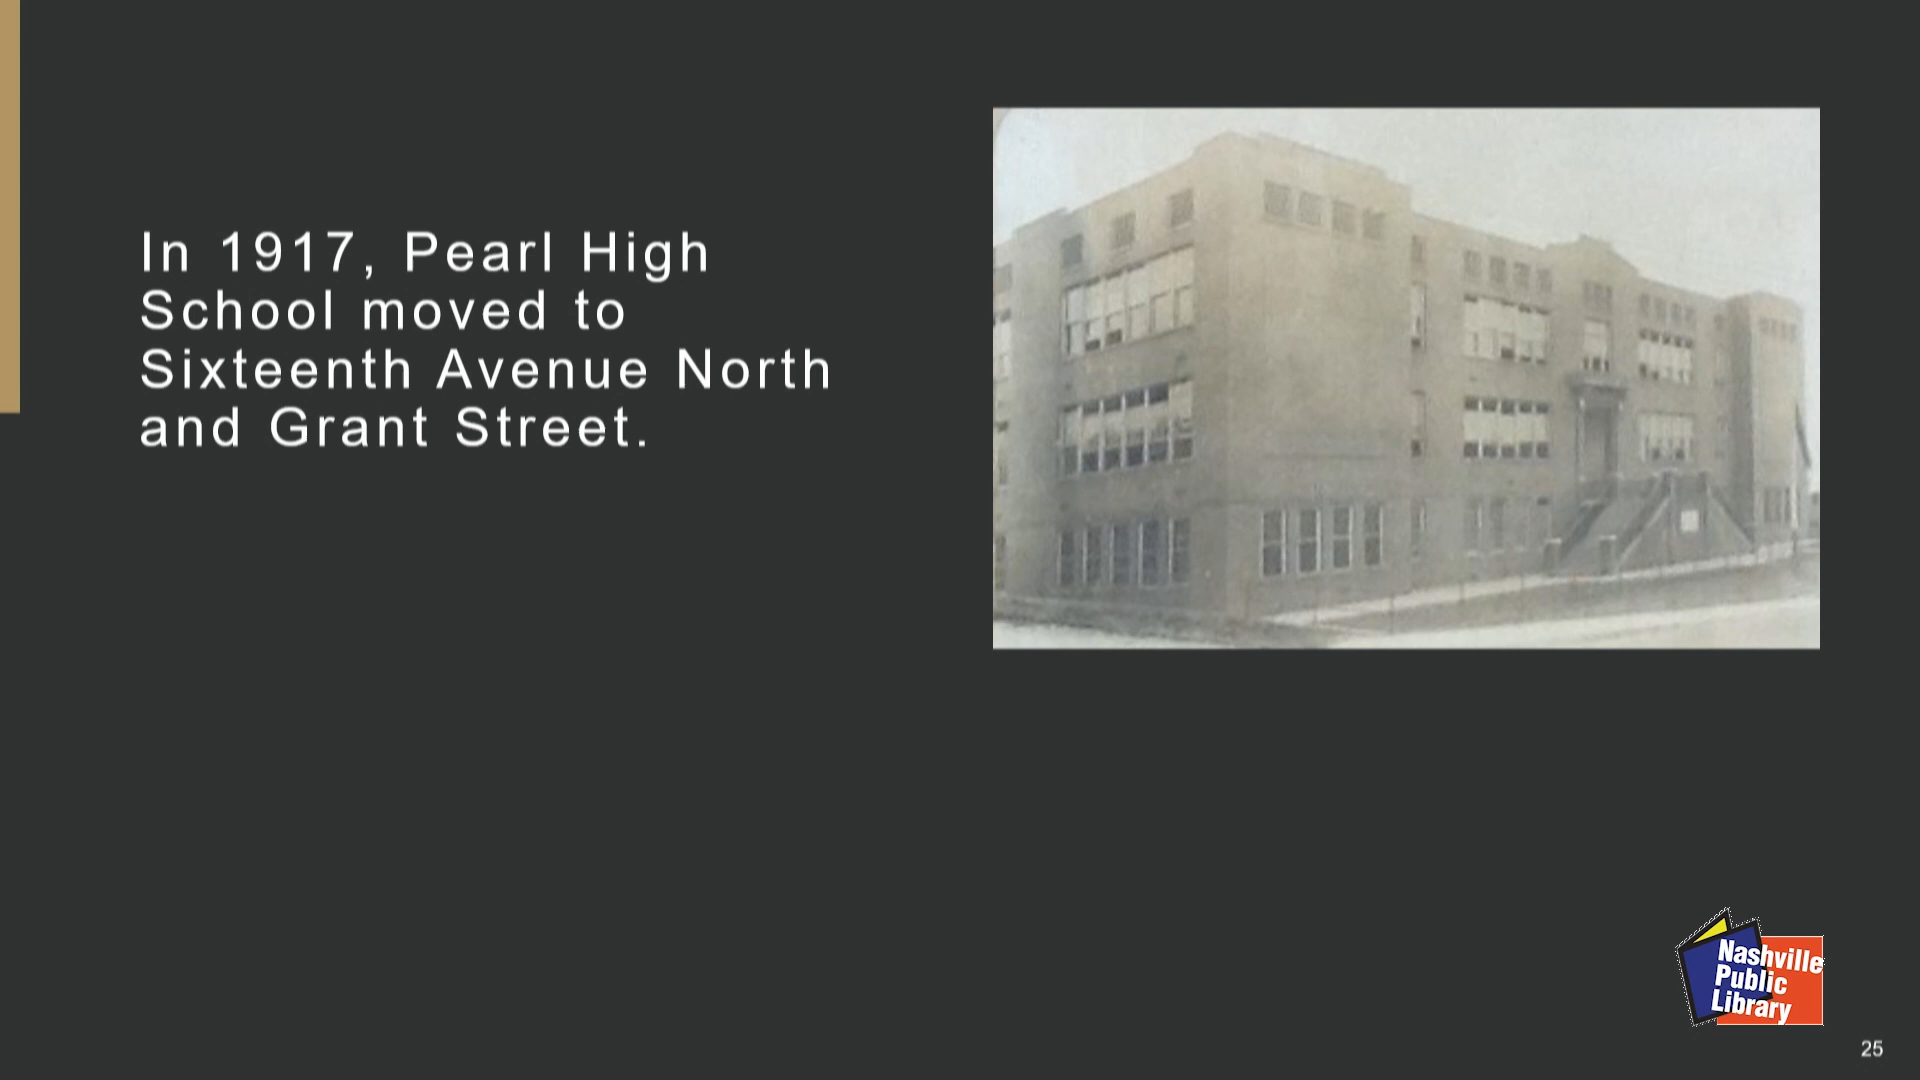 In 1917, Pearl High
School moved to
Sixteenth Avenue North
and Grant Street.
Nashville
Public
Library
25